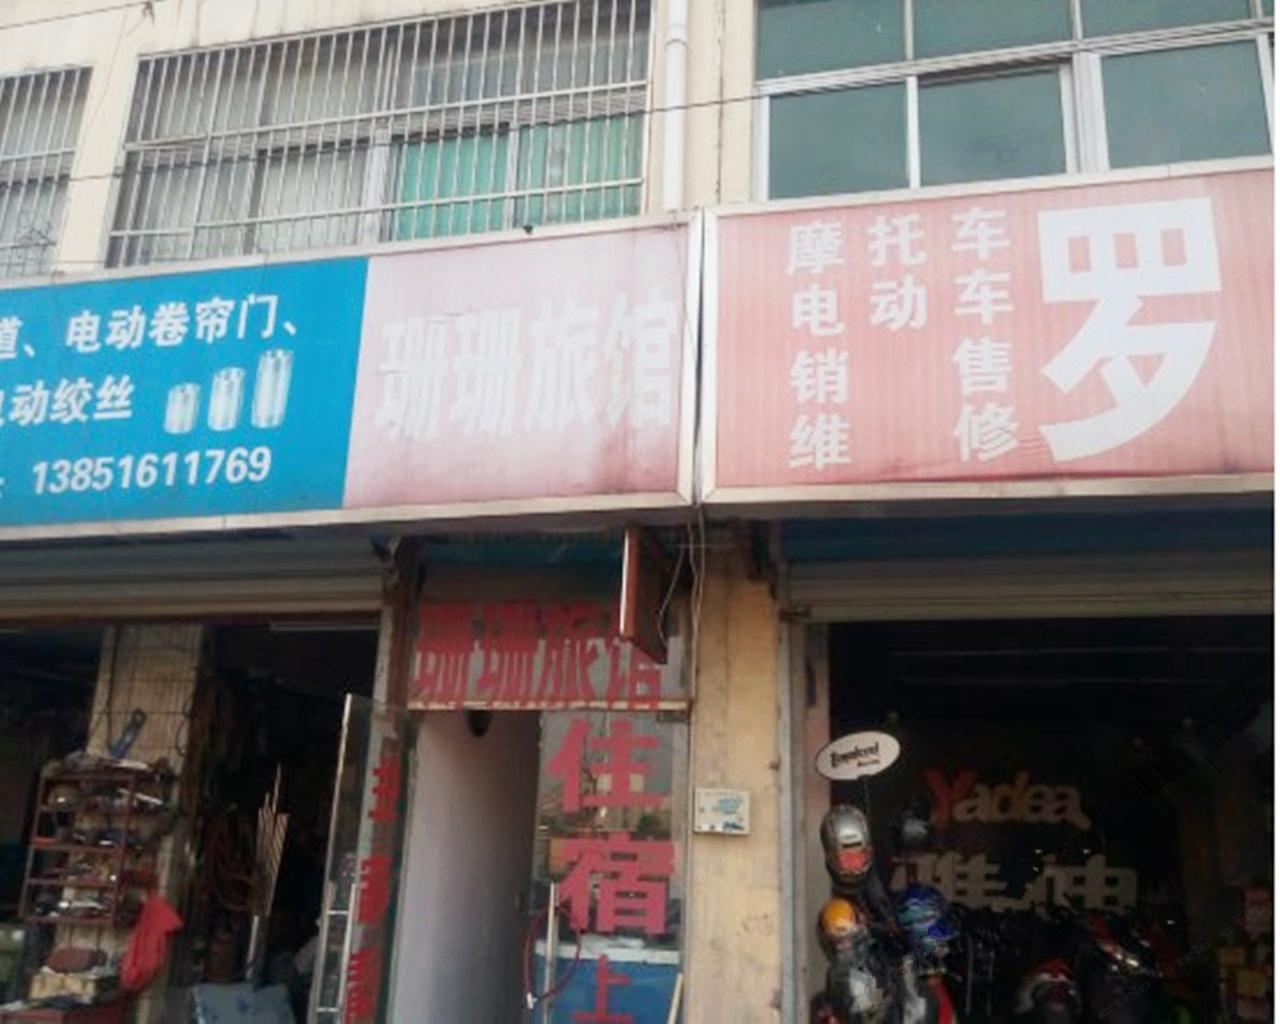 道、电动卷帘门、
动绞丝
13851611769
珊珊旅馆
摩托车
电动车
销售
维修
罗
珊珊旅馆
住宿
上
Yadea